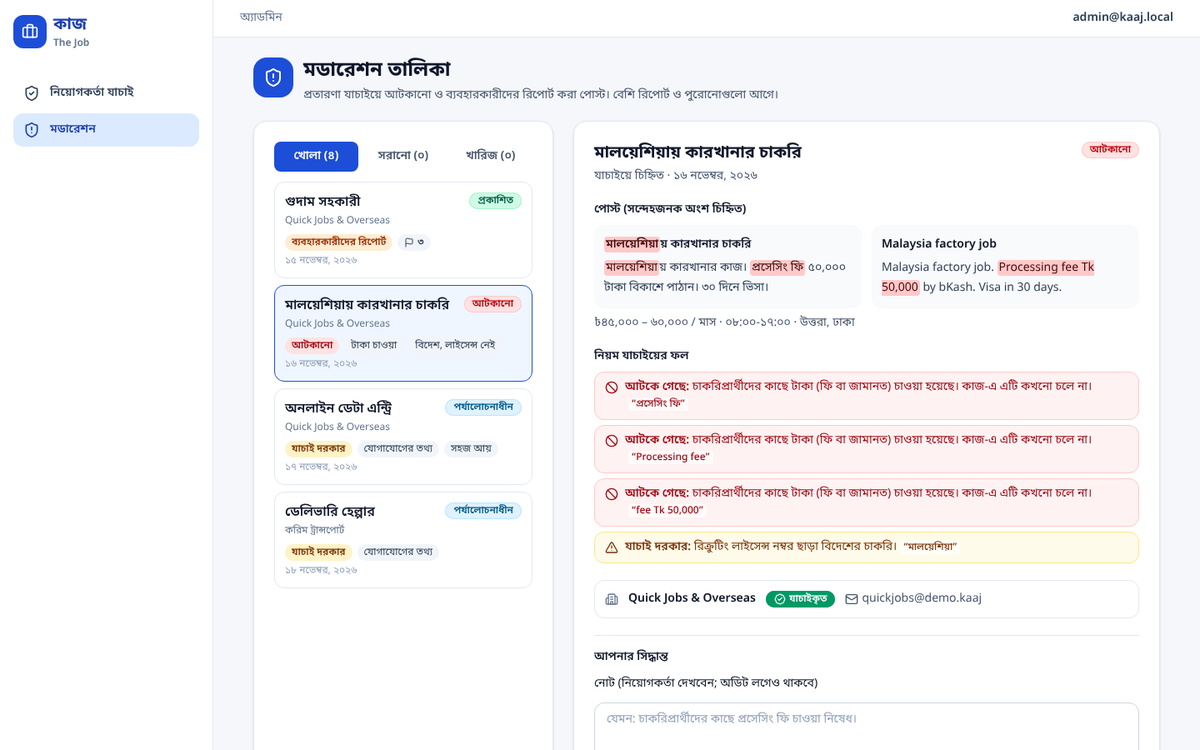 কাজ
The Job
নিয়োগকর্তা যাচাই
মডারেশন
অ্যাডমিন
admin@kaaj.local
মডারেশন তালিকা
প্রতারণা যাচাইয়ে আটকানো ও ব্যবহারকারীদের রিপোর্ট করা পোস্ট। বেশি রিপোর্ট ও পুরোনোগুলো আগে।
খোলা (৪) সরানো (০) খারিজ (০)
গুদাম সহকারী প্রকাশিত
Quick Jobs & Overseas
ব্যবহারকারীদের রিপোর্ট ৩
১৫ নভেম্বর, ২০২৬
মালয়েশিয়ায় কারখানার চাকরি আটকানো
Quick Jobs & Overseas
আটকানো টাকা চাওয়া বিদেশ, লাইসেন্স নেই
১৬ নভেম্বর, ২০২৬
অনলাইন ডেটা এন্ট্রি পর্যালোচনাধীন
Quick Jobs & Overseas
যাচাই দরকার যোগাযোগের তথ্য সহজ আয়
১৭ নভেম্বর, ২০২৬
ডেলিভারি হেল্পার পর্যালোচনাধীন
করিম ট্রান্সপোর্ট
যাচাই দরকার যোগাযোগের তথ্য
১৮ নভেম্বর, ২০২৬
মালয়েশিয়ায় কারখানার চাকরি আটকানো
যাচাইয়ে চিহ্নিত · ১৬ নভেম্বর, ২০২৬
পোস্ট (সন্দেহজনক অংশ চিহ্নিত)
মালয়েশিয়ায় কারখানার চাকরি
মালয়েশিয়ায় কারখানার কাজ। প্রসেসিং ফি ৫০,০০০
টাকা বিকাশে পাঠান। ৩০ দিনে ভিসা।
Malaysia factory job
Malaysia factory job. Processing fee Tk
50,000 by bKash. Visa in 30 days.
৳৪৫,০০০ – ৬০,০০০ / মাস · ০৮:০০-১৭:০০ · উত্তরা, ঢাকা
নিয়ম যাচাইয়ের ফল
আটকে গেছে: চাকরিপ্রার্থীদের কাছে টাকা (ফি বা জামানত) চাওয়া হয়েছে। কাজ-এ এটি কখনো চলে না।
“প্রসেসিং ফি”
আটকে গেছে: চাকরিপ্রার্থীদের কাছে টাকা (ফি বা জামানত) চাওয়া হয়েছে। কাজ-এ এটি কখনো চলে না।
“Processing fee”
আটকে গেছে: চাকরিপ্রার্থীদের কাছে টাকা (ফি বা জামানত) চাওয়া হয়েছে। কাজ-এ এটি কখনো চলে না।
“fee Tk 50,000”
যাচাই দরকার: রিক্রুটিং লাইসেন্স নম্বর ছাড়া বিদেশের চাকরি। “মালয়েশিয়া”
Quick Jobs & Overseas যাচাইকৃত quickjobs@demo.kaaj
আপনার সিদ্ধান্ত
নোট (নিয়োগকর্তা দেখবেন; অডিট লগেও থাকবে)
যেমন: চাকরিপ্রার্থীদের কাছে প্রসেসিং ফি চাওয়া নিষেধ।